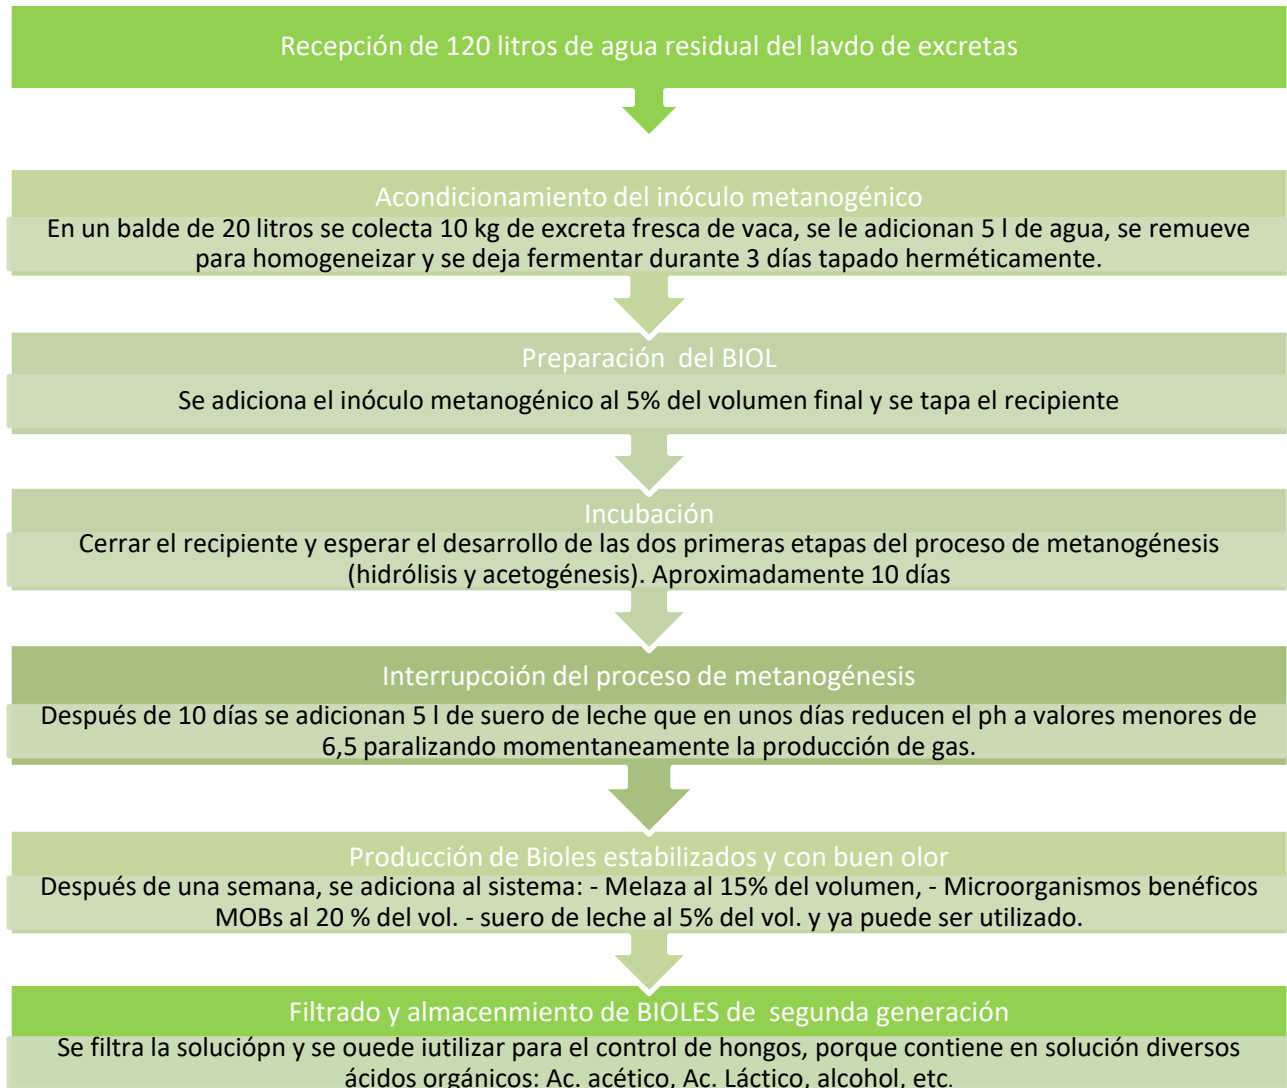 Recepción de 120 litros de agua residual del lavdo de excretas
Acondicionamiento del inóculo metanogénico
En un balde de 20 litros se colecta 10 kg de excreta fresca de vaca, se le adicionan 5 l de agua, se remueve
para homogeneizar y se deja fermentar durante 3 días tapado herméticamente.
Preparación del BIOL
Se adiciona el inóculo metanogénico al 5% del volumen final y se tapa el recipiente
Incubación
Cerrar el recipiente y esperar el desarrollo de las dos primeras etapas del proceso de metanogénesis
(hidrólisis y acetogénesis). Aproximadamente 10 días
Interrupcoión del proceso de metanogénesis
Después de 10 días se adicionan 5 l de suero de leche que en unos días reducen el ph a valores menores de
6,5 paralizando momentaneamente la producción de gas.
Producción de Bioles estabilizados y con buen olor
Después de una semana, se adiciona al sistema: - Melaza al 15% del volumen, - Microorganismos benéficos
MOBs al 20 % del vol. - suero de leche al 5% del vol. y ya puede ser utilizado.
Filtrado y almacenmiento de BIOLES de segunda generación
Se filtra la soluciópn y se ouede iutilizar para el control de hongos, porque contiene en solución diversos
ácidos orgánicos: Ac. acético, Ac. Láctico, alcohol, etc.